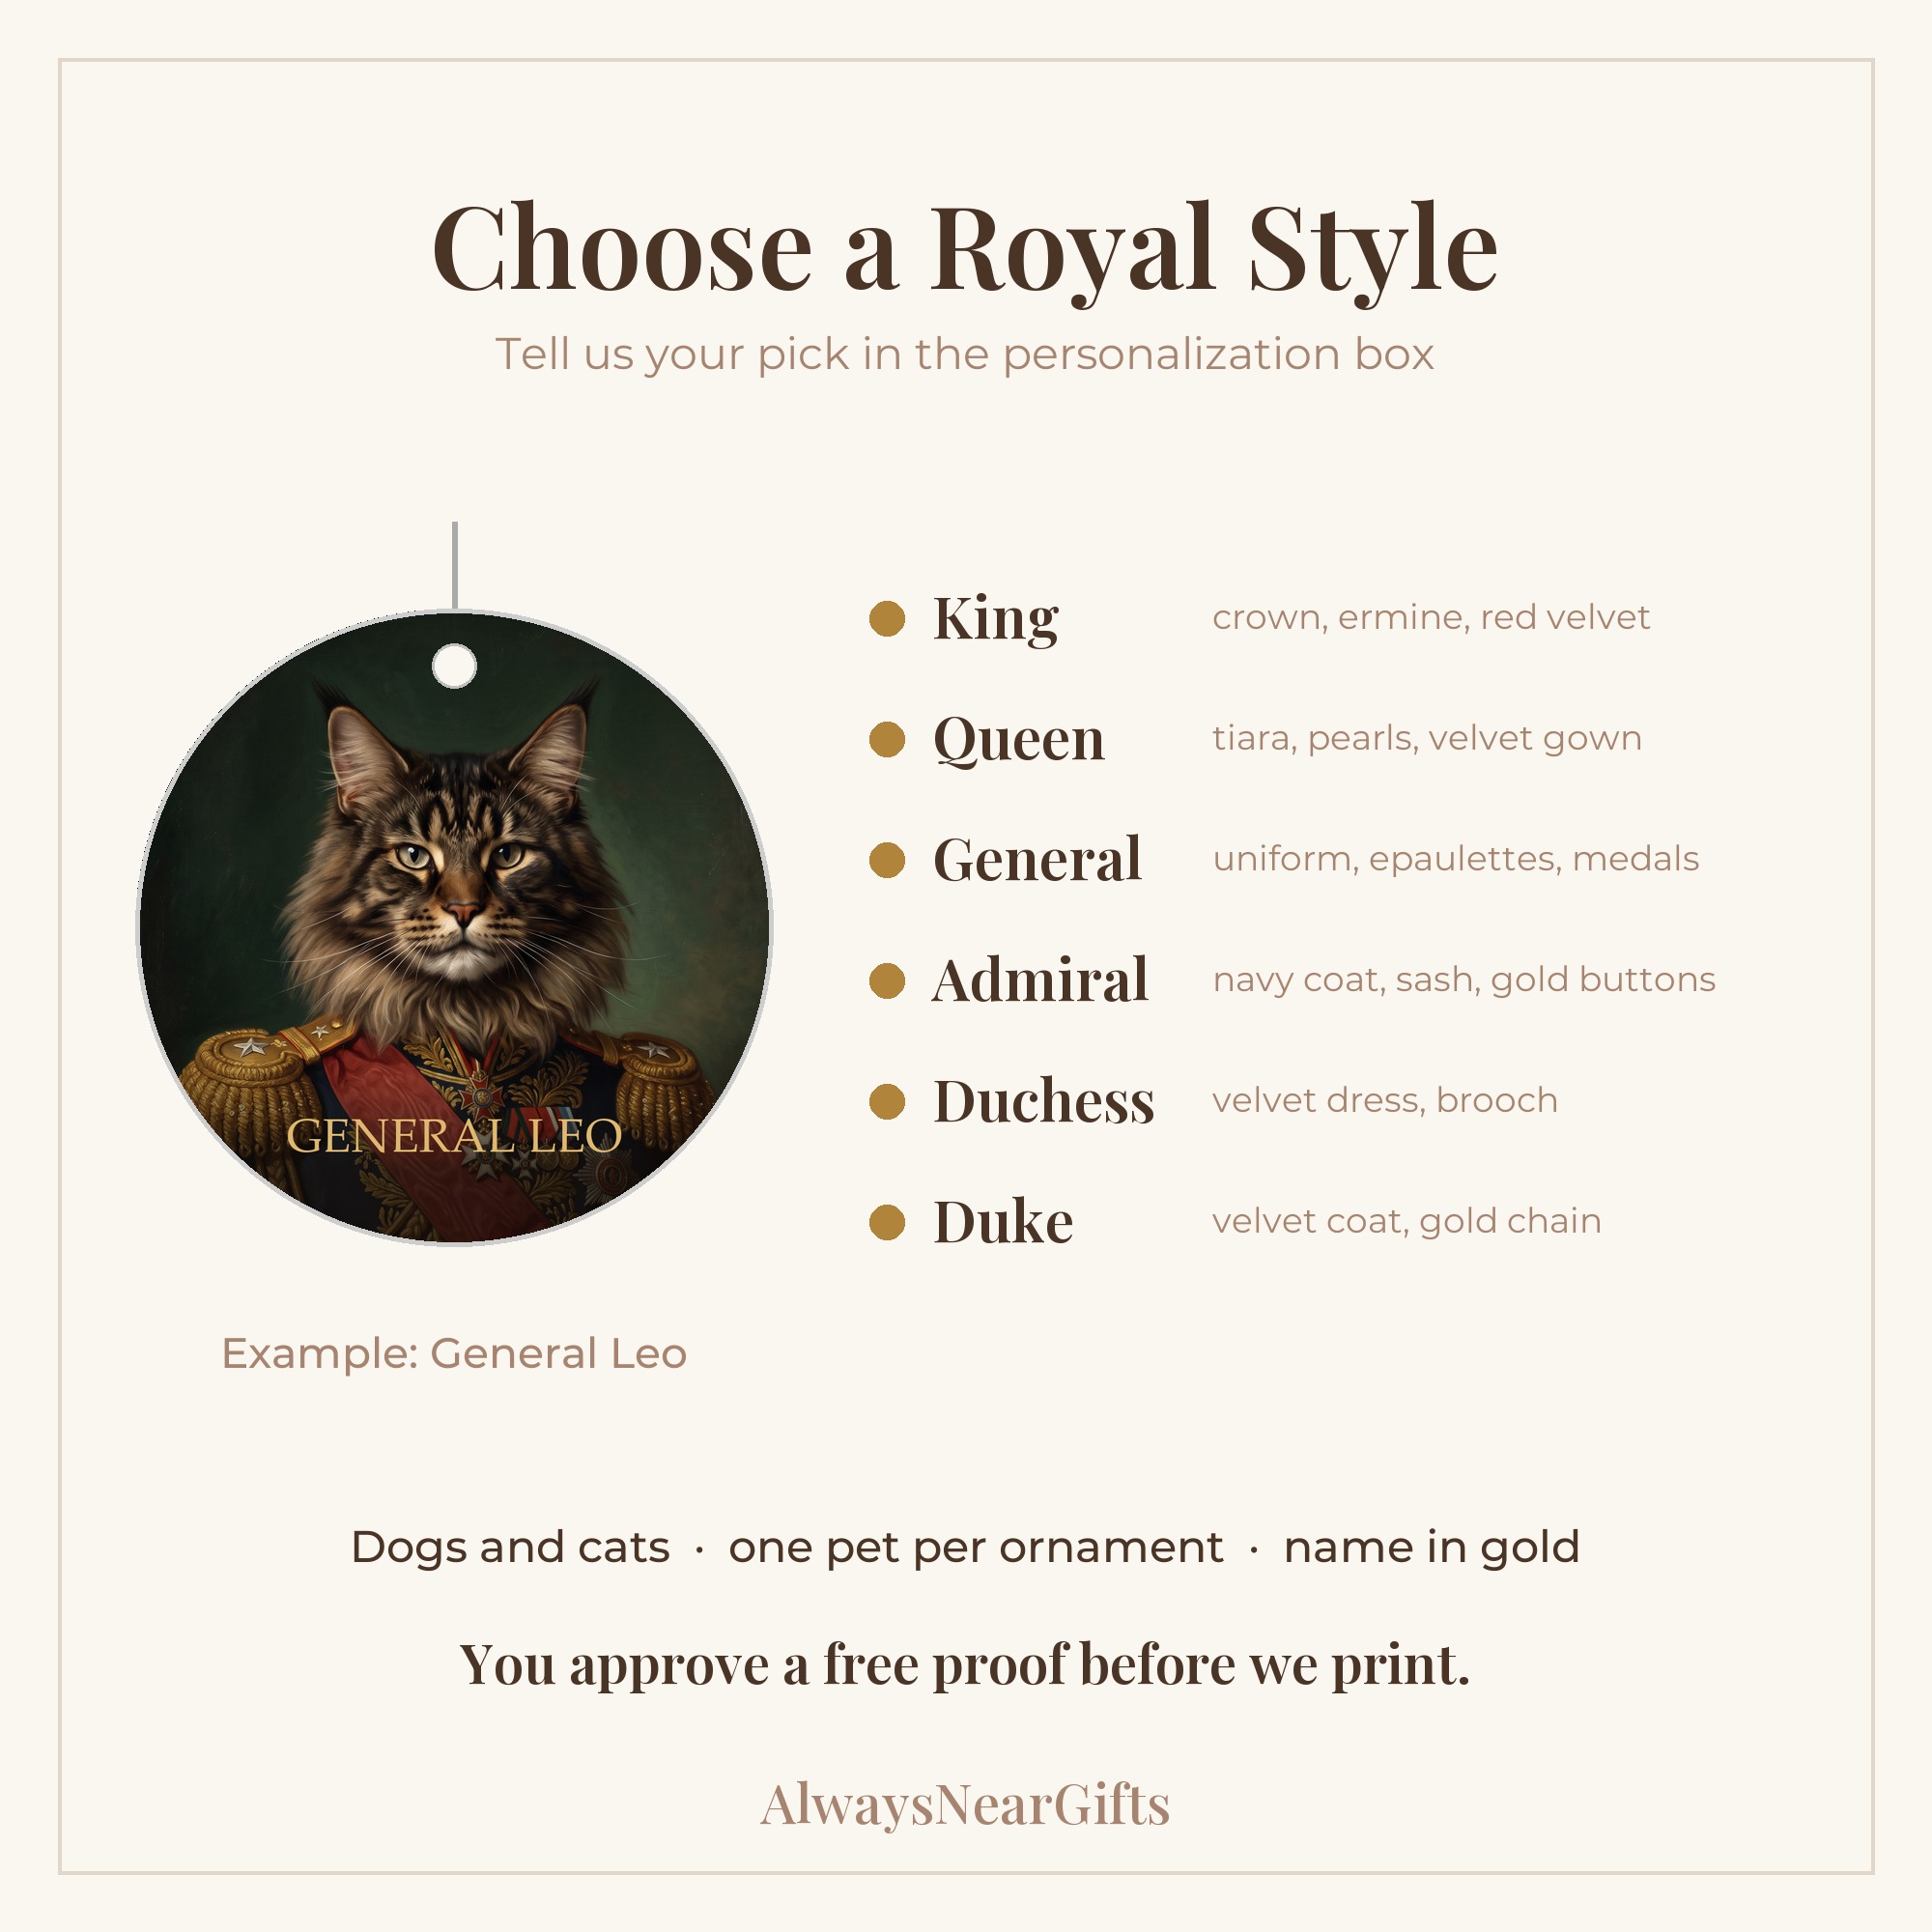 Choose a Royal Style
Tell us your pick in the personalization box
King crown, ermine, red velvet
Queen tiara, pearls, velvet gown
General uniform, epaulettes, medals
Admiral navy coat, sash, gold buttons
Duchess velvet dress, brooch
Duke velvet coat, gold chain
GENERAL LEO
Example: General Leo
Dogs and cats · one pet per ornament · name in gold
You approve a free proof before we print.
AlwaysNearGifts